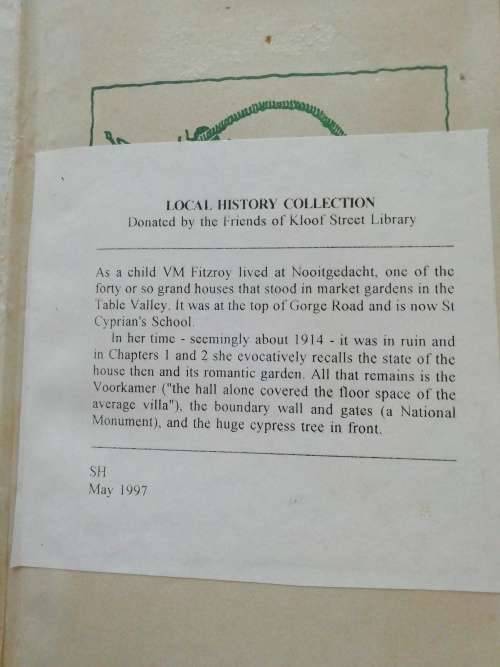 LOCAL HISTORY COLLECTION
Donated by the Friends of Kloof Street Library
As a child VM Fitzroy lived at Nooitgedacht, one of the
forty or so grand houses that stood in market gardens in the
Table Valley. It was at the top of Gorge Road and is now St
Cyprian's School.
In her time - seemingly about 1914 - it was in ruin and
in Chapters 1 and 2 she evocatively recalls the state of the
house then and its romantic garden. All that remains is the
Voorkamer ("the hall alone covered the floor space of the
average villa"), the boundary wall and gates (a National
Monument), and the huge cypress tree in front.
SH
May 1997